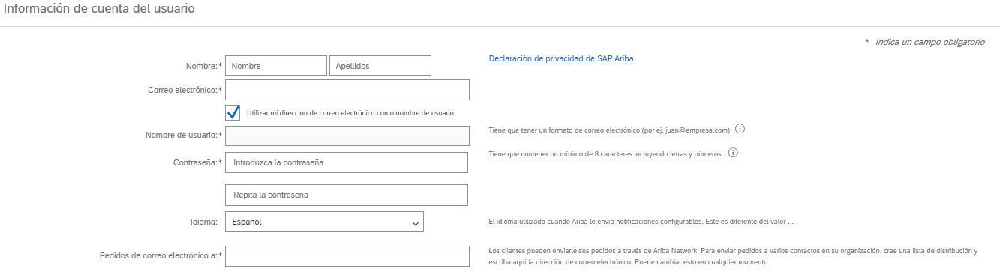 Información de cuenta del usuario
* Indica un campo obligatorio
Nombre:* Nombre Apellidos Declaración de privacidad de SAP Ariba
Correo electrónico:*
Utilizar mi dirección de correo electrónico como nombre de usuario
Nombre de usuario:* Tiene que tener un formato de correo electrónico (por ej. juan@empresa.com)
Contraseña:* Introduzca la contraseña Tiene que contener un mínimo de 8 caracteres incluyendo letras y números.
Repita la contraseña
Idioma: Español El idioma utilizado cuando Ariba le envía notificaciones configurables. Este es diferente del valor ...
Pedidos de correo electrónico a:* Los clientes pueden enviarle sus pedidos a través de Ariba Network. Para enviar pedidos a varios contactos en su organización, cree una lista de distribución y
escriba aquí la dirección de correo electrónico. Puede cambiar esto en cualquier momento.